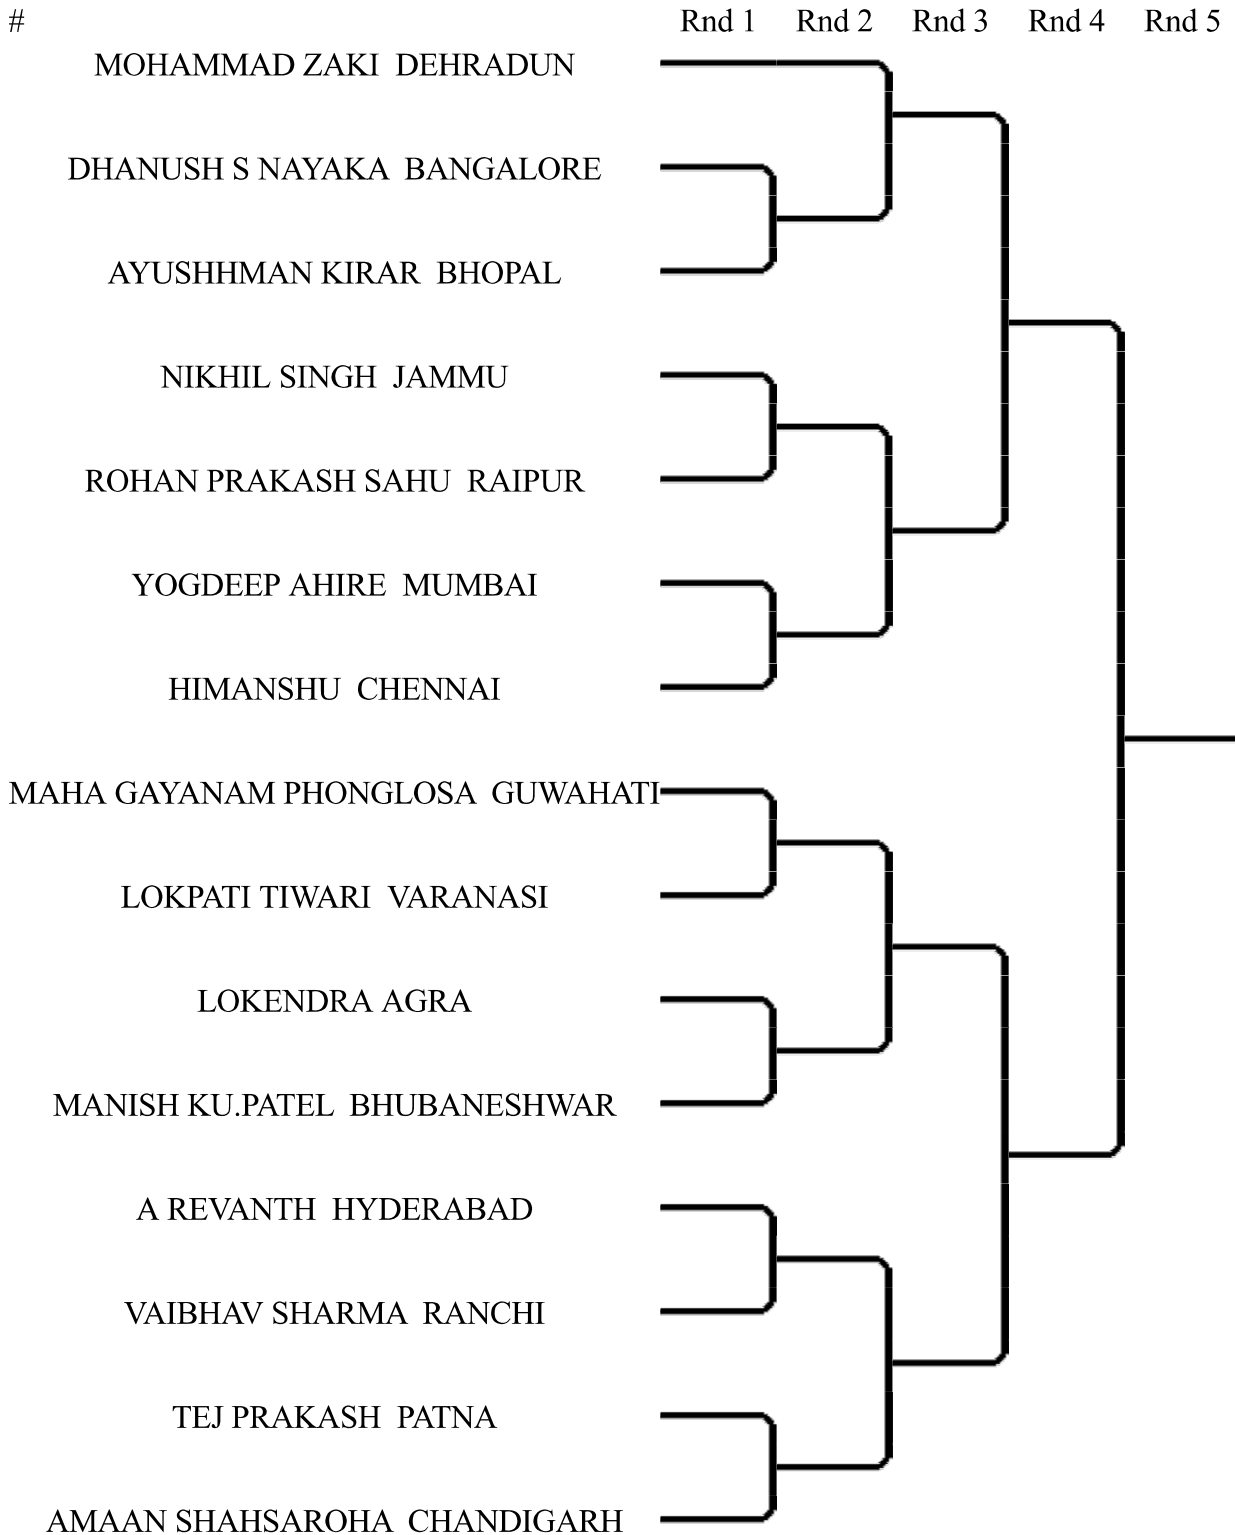 # Rnd 1 Rnd 2 Rnd 3 Rnd 4 Rnd 5
MOHAMMAD ZAKI  DEHRADUN
DHANUSH S NAYAKA  BANGALORE
AYUSHHMAN KIRAR  BHOPAL
NIKHIL SINGH  JAMMU
ROHAN PRAKASH SAHU  RAIPUR
YOGDEEP AHIRE  MUMBAI
HIMANSHU  CHENNAI
MAHA GAYANAM PHONGLOSA  GUWAHATI
LOKPATI TIWARI  VARANASI
LOKENDRA AGRA
MANISH KU.PATEL  BHUBANESHWAR
A REVANTH  HYDERABAD
VAIBHAV SHARMA  RANCHI
TEJ PRAKASH  PATNA
AMAAN SHAHSAROHA  CHANDIGARH